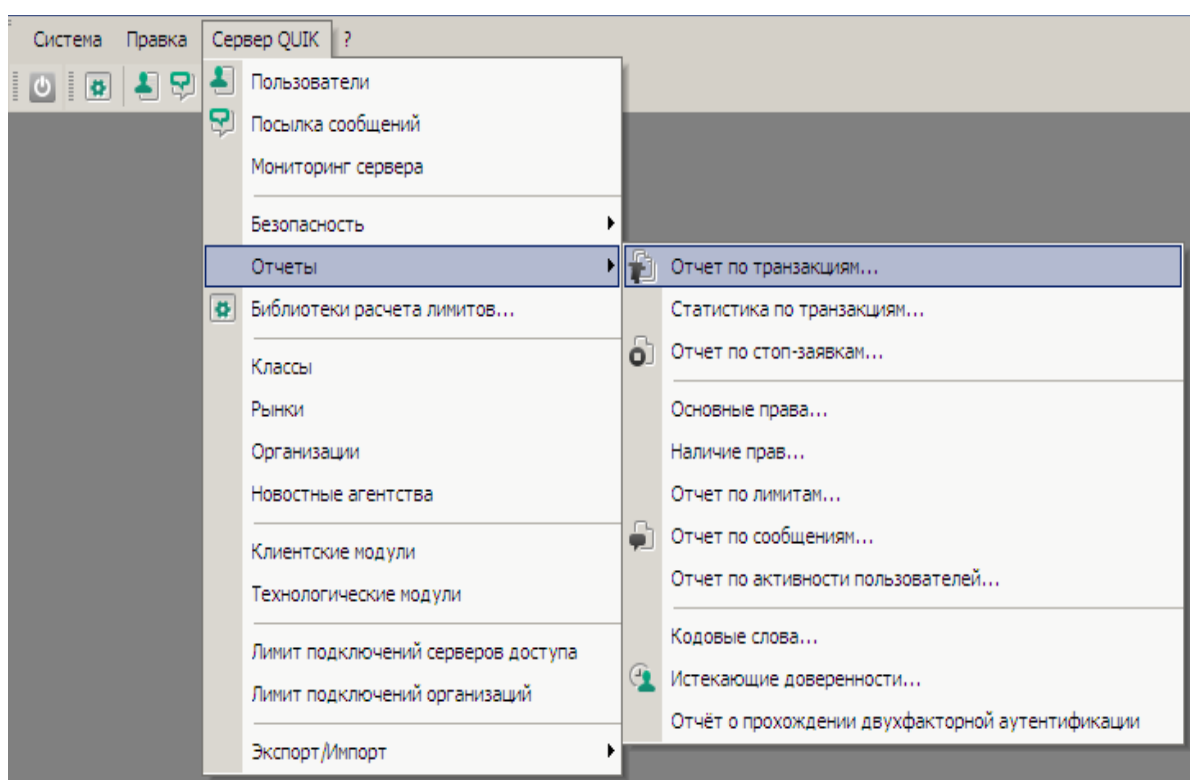 Система Правка Сервер QUIK ?
Пользователи
Посылка сообщений
Мониторинг сервера
Безопасность
Отчеты
Библиотеки расчета лимитов...
Классы
Рынки
Организации
Новостные агентства
Клиентские модули
Технологические модули
Лимит подключений серверов доступа
Лимит подключений организаций
Экспорт/Импорт
Отчет по транзакциям...
Статистика по транзакциям...
Отчет по стоп-заявкам...
Основные права...
Наличие прав...
Отчет по лимитам...
Отчет по сообщениям...
Отчет по активности пользователей...
Кодовые слова...
Истекающие доверенности...
Отчёт о прохождении двухфакторной аутентификации